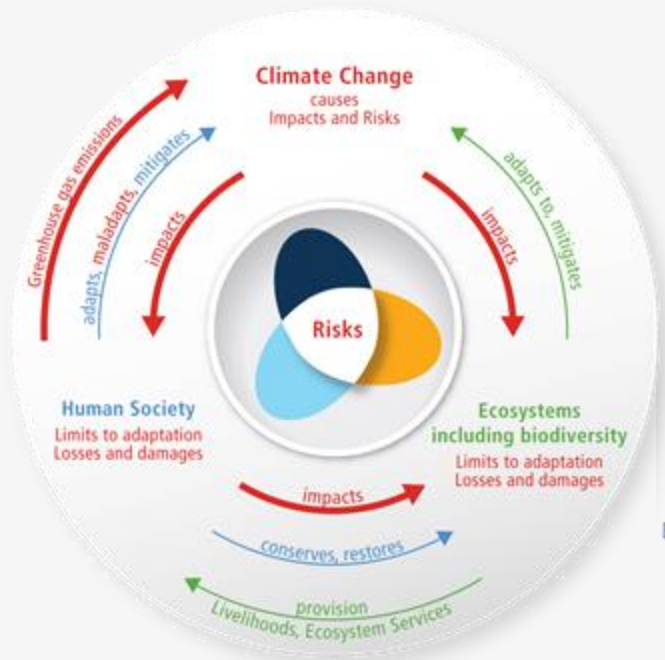 Climate Change
causes
Impacts and Risks
Greenhouse gas emissions
adapts, maladapts, mitigates
impacts
impacts
adapts to, mitigates
Risks
Human Society
Limits to adaptation
Losses and damages
Ecosystems
including biodiversity
Limits to adaptation
Losses and damages
impacts
conserves, restores
provision
Livelihoods, Ecosystem Services